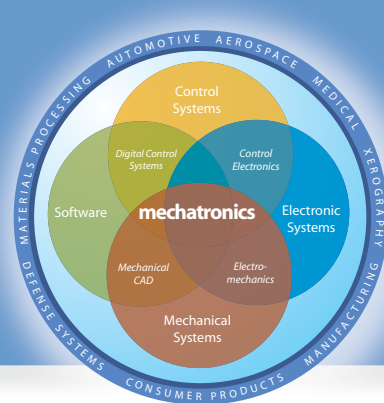 MATERIALS PROCESSING
AUTOMOTIVE
AEROSPACE
MEDICAL
XEROGRAPHY
MANUFACTURING
CONSUMER PRODUCTS
DEFENSE SYSTEMS
Control
Systems
Digital Control
Systems
Control
Electronics
Software
mechatronics
Electronic
Systems
Mechanical
CAD
Electro-
mechanics
Mechanical
Systems